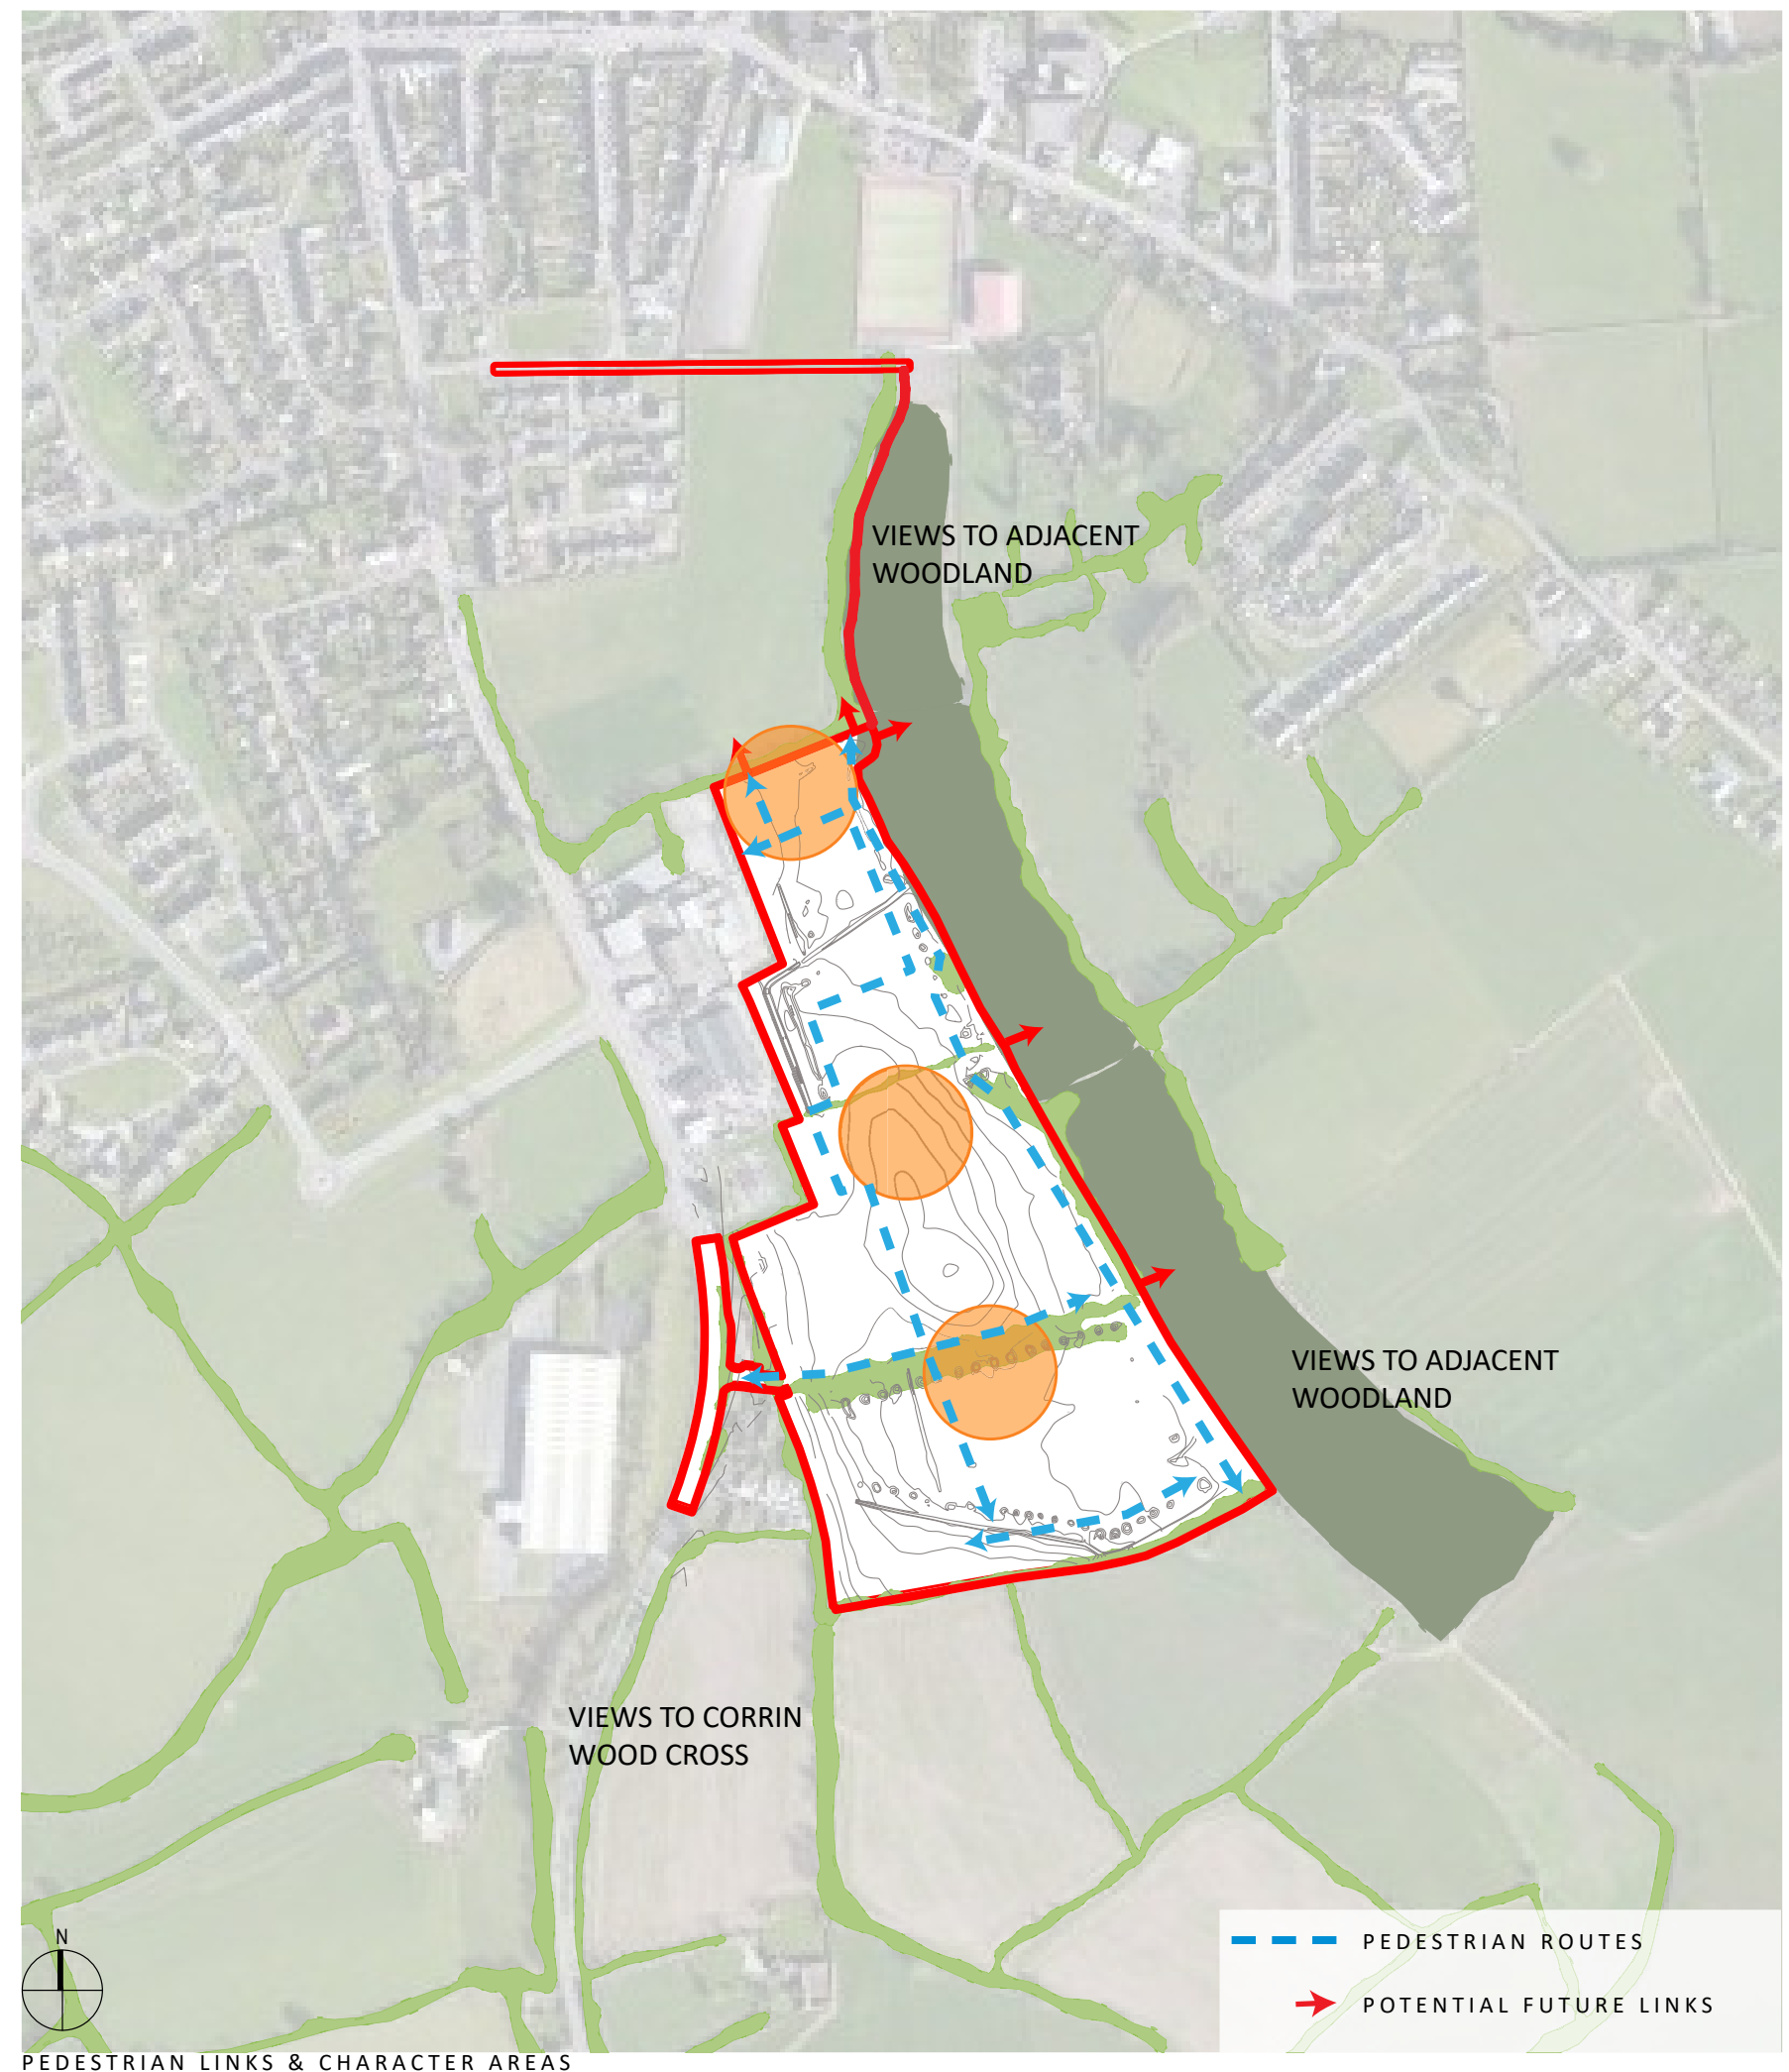 VIEWS TO ADJACENT
WOODLAND
VIEWS TO ADJACENT
WOODLAND
VIEWS TO CORRIN
WOOD CROSS
N
PEDESTRIAN ROUTES
POTENTIAL FUTURE LINKS
PEDESTRIAN LINKS & CHARACTER AREAS